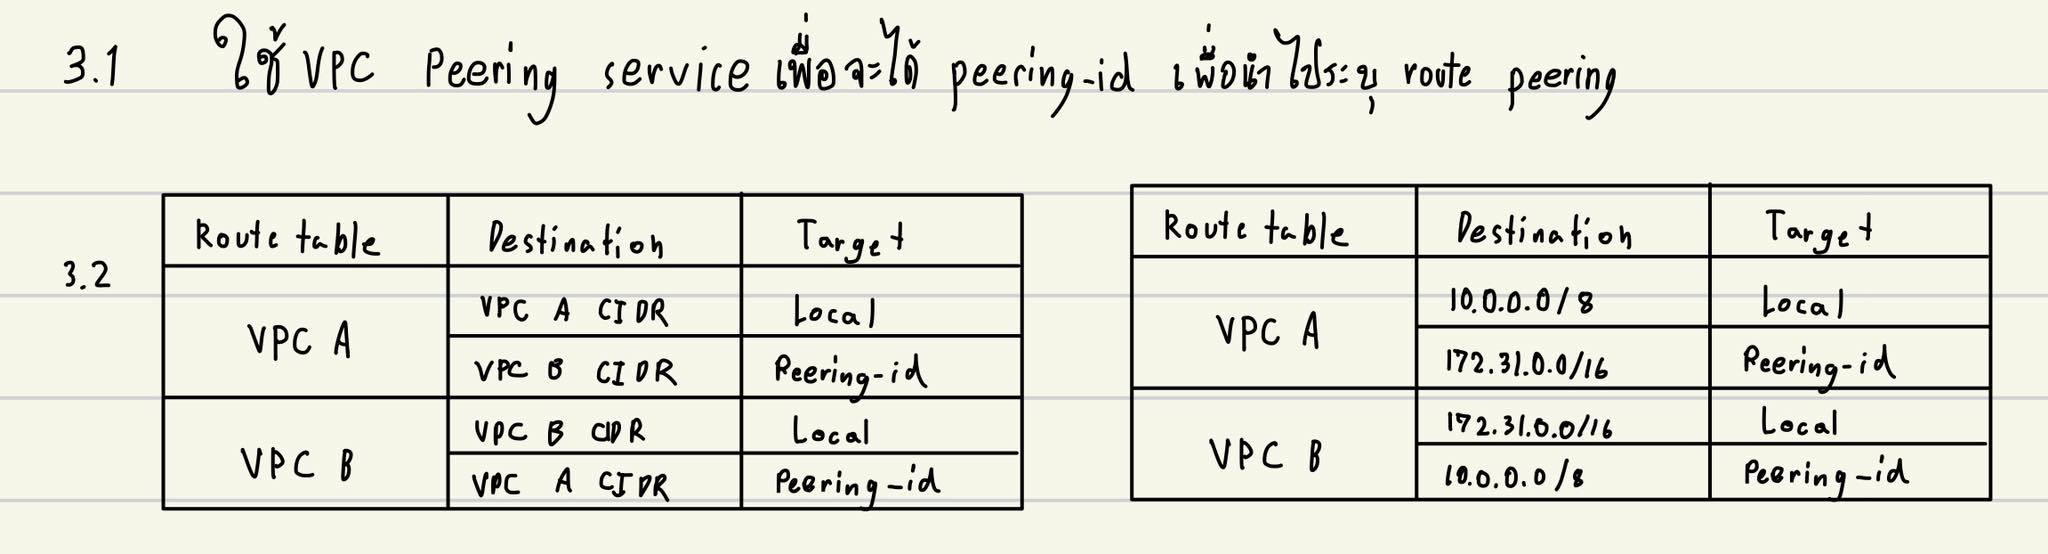 3.1 ใช้ VPC Peering service เพื่อจะได้ peering-id เพื่อนำไประบุ route peering
3.2
Route table Destination Target
VPC A
VPC A CIDR Local
VPC B CIDR Peering-id
VPC B
VPC B CIDR Local
VPC A CIDR Peering-id
Route table Destination Target
VPC A
10.0.0.0/8 Local
172.31.0.0/16 Peering-id
VPC B
172.31.0.0/16 Local
10.0.0.0/8 Peering-id